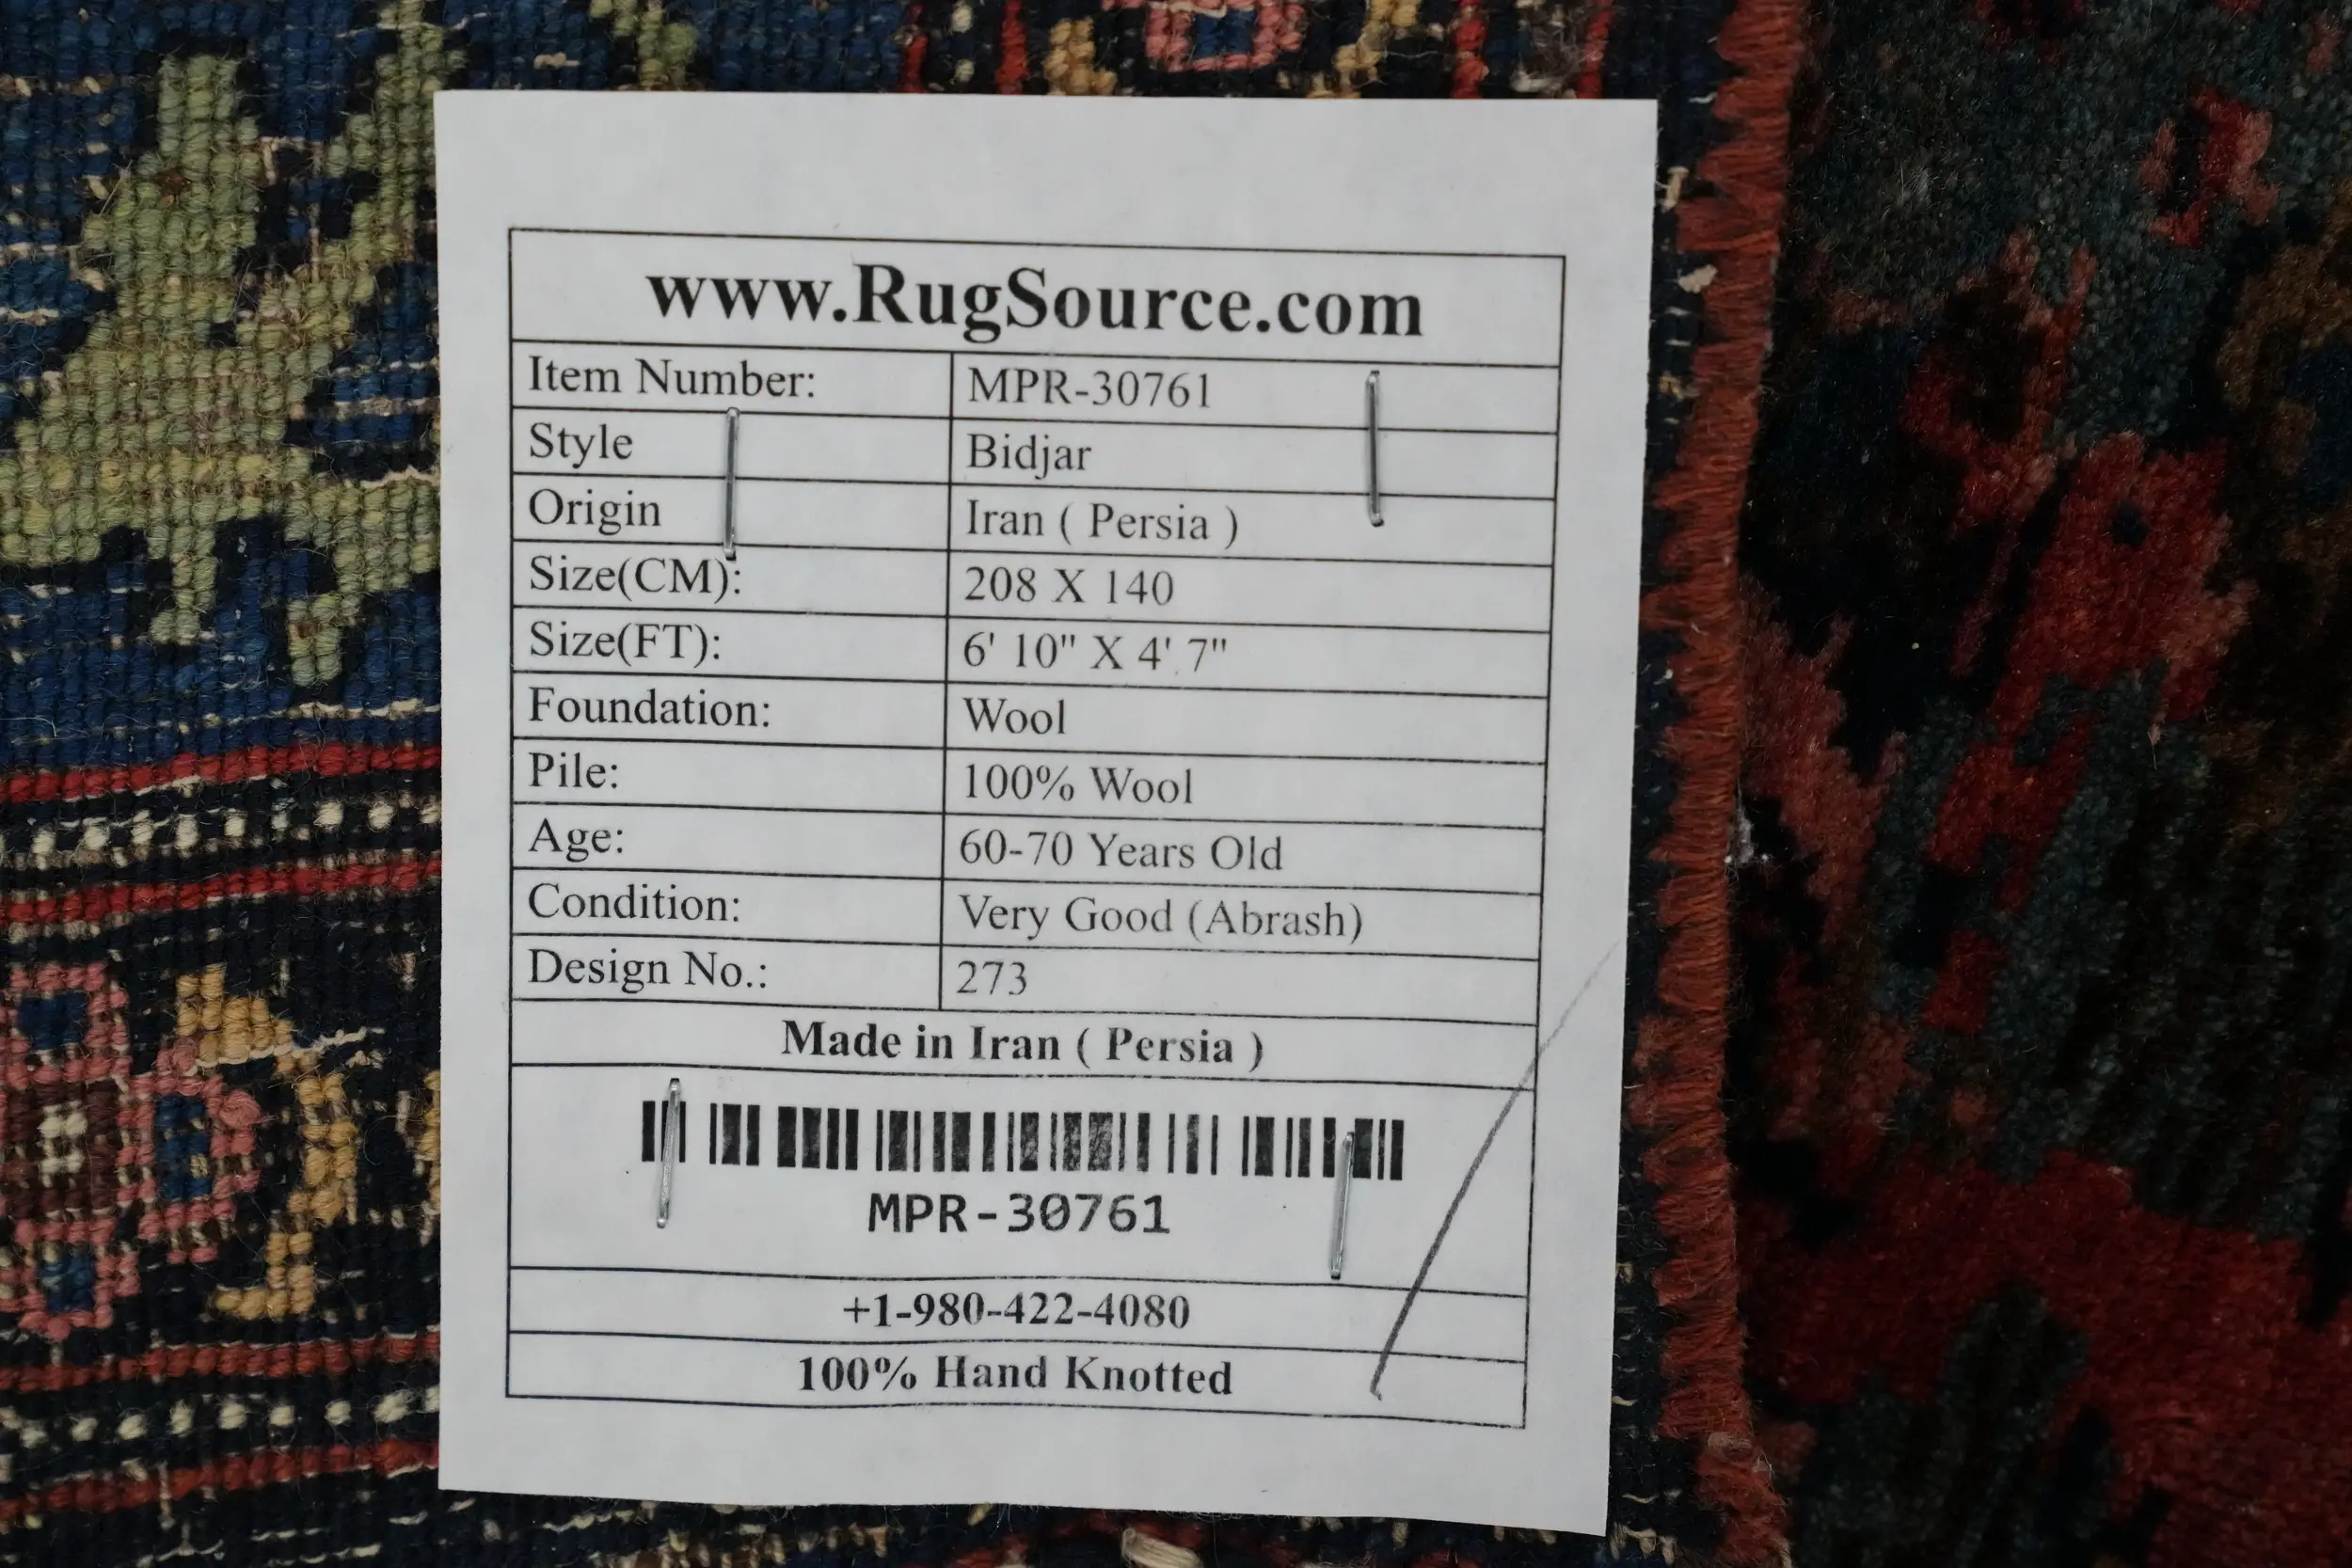 www.RugSource.com
Item Number: MPR-30761
Style Bidjar
Origin Iran ( Persia )
Size(CM): 208 X 140
Size(FT): 6' 10" X 4' 7"
Foundation: Wool
Pile: 100% Wool
Age: 60-70 Years Old
Condition: Very Good (Abrash)
Design No.: 273
Made in Iran ( Persia )
MPR-30761
+1-980-422-4080
100% Hand Knotted